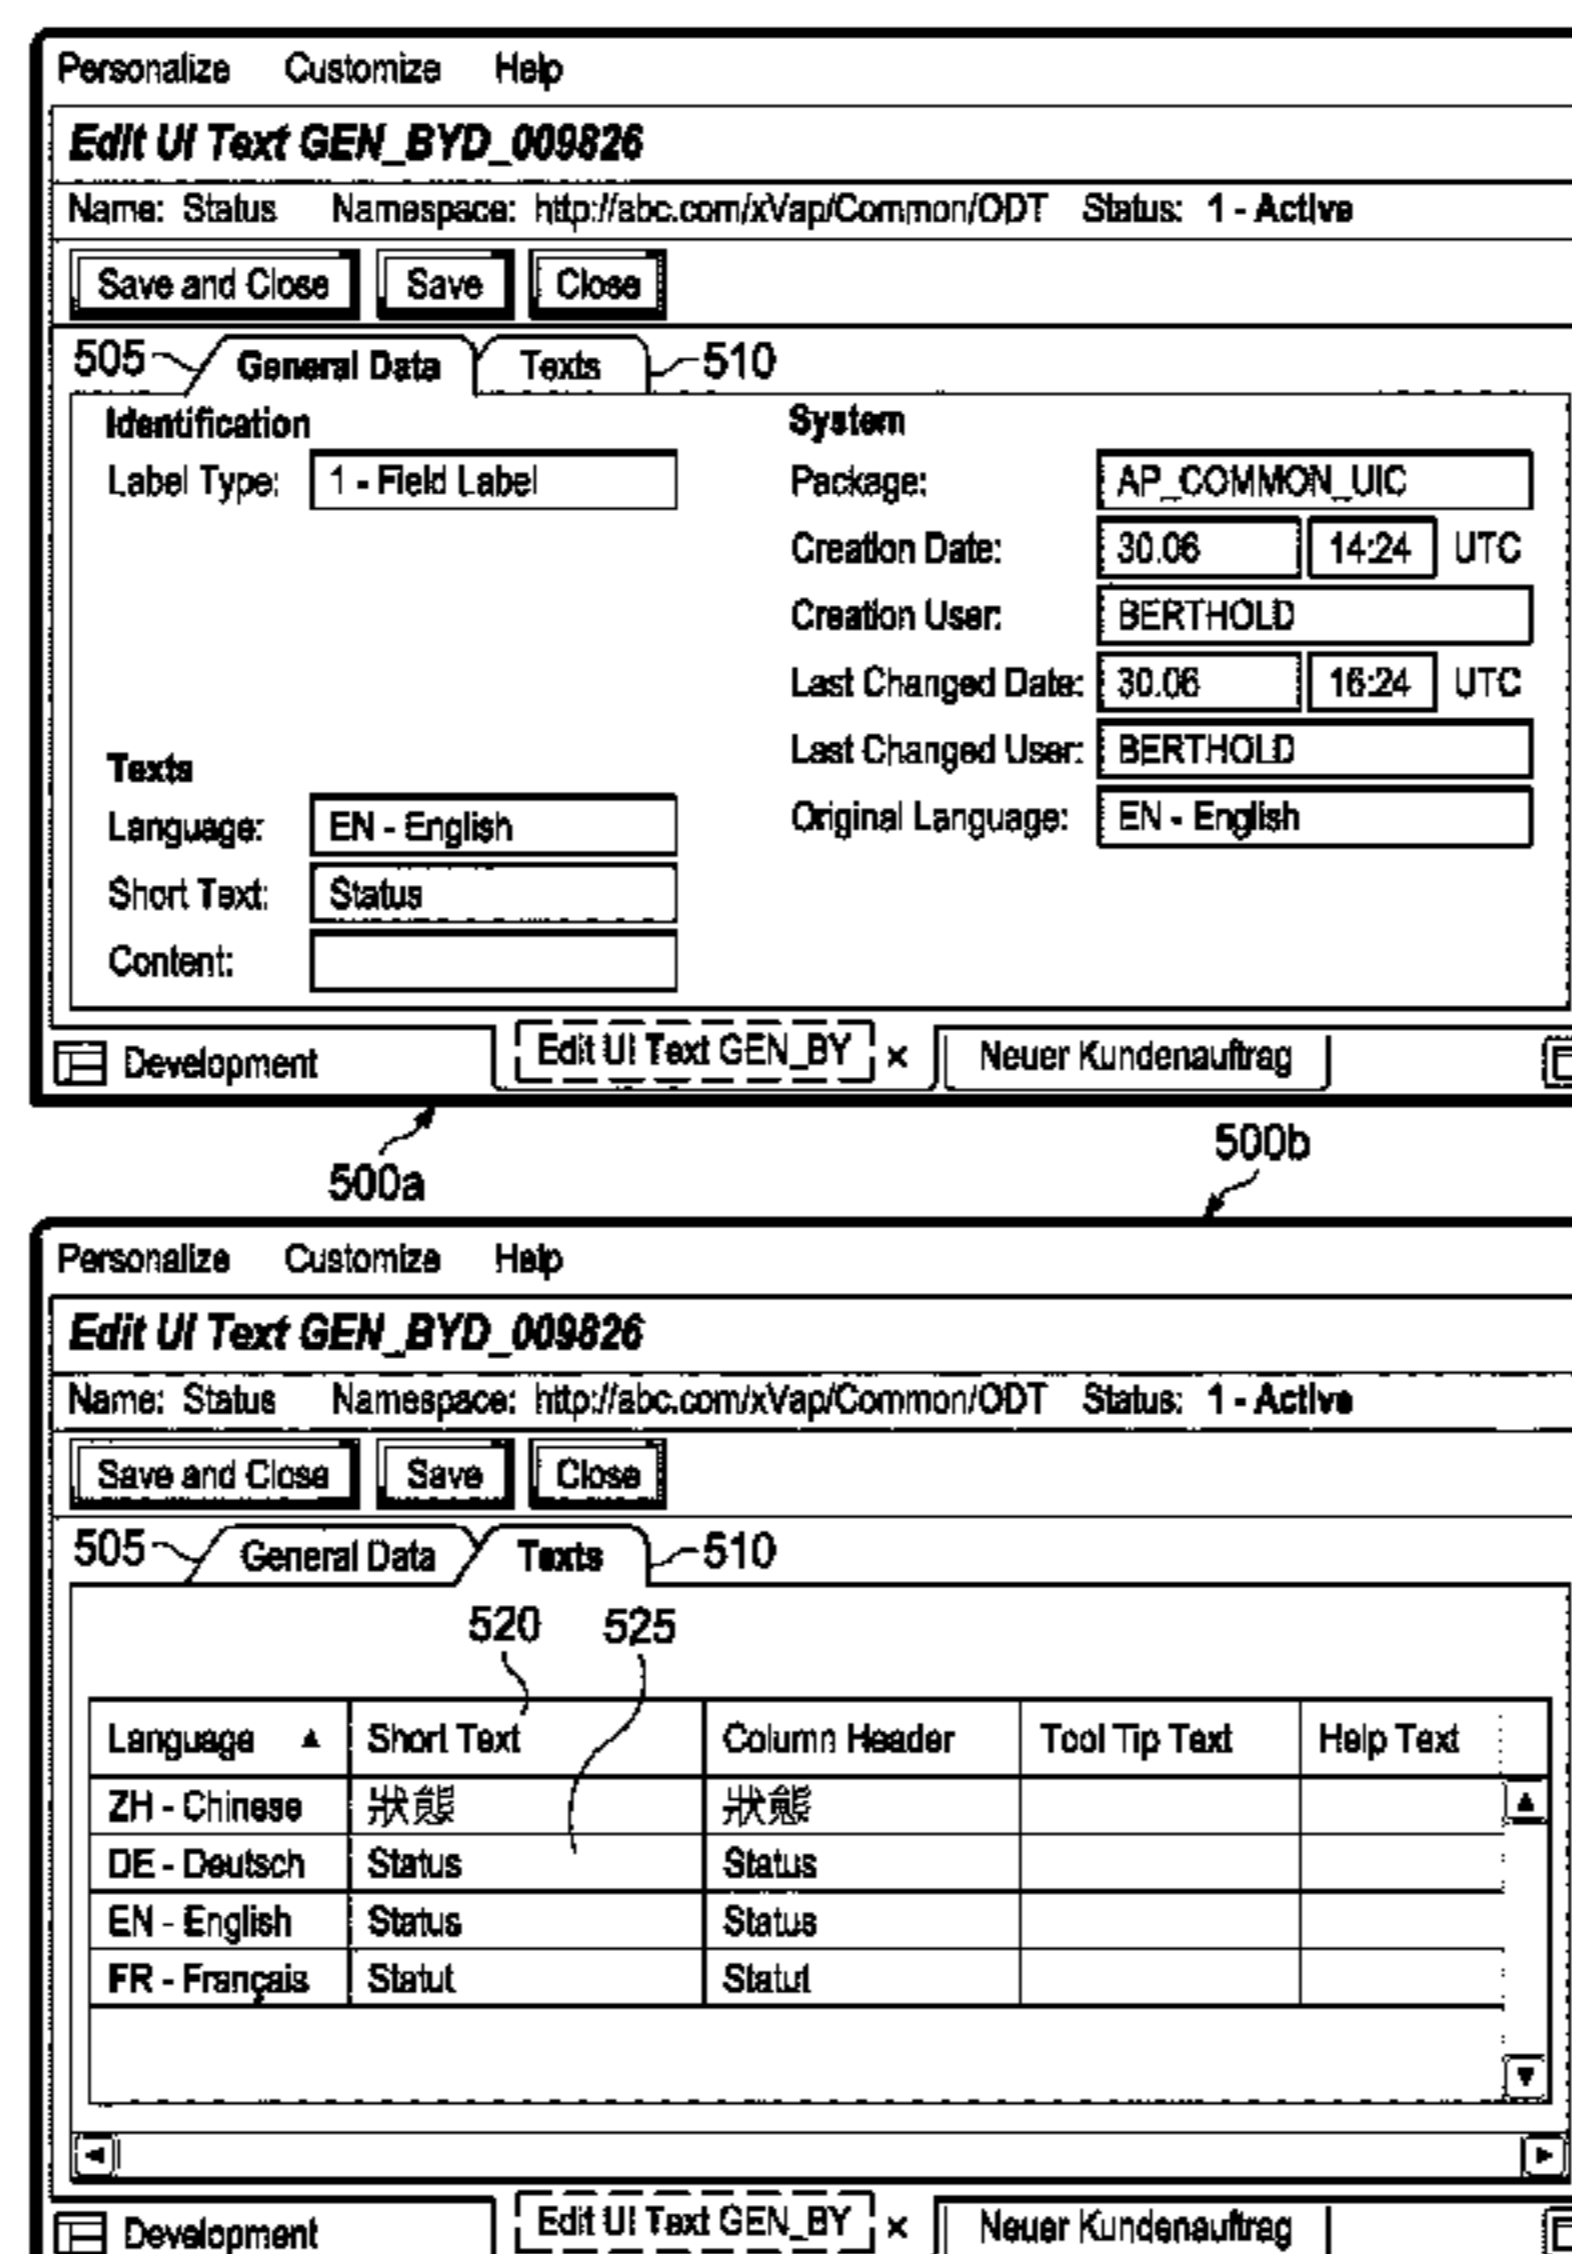 Personalize Customize Help
Edit UI Text GEN_BYD_009826
Name: Status Namespace: http://abc.com/xVap/Common/ODT Status: 1 - Active
Save and Close Save Close
505 General Data Texts 510
Identification System
Label Type: 1 - Field Label Package: AP_COMMON_UIC
Creation Date: 30.06 14:24 UTC
Creation User: BERTHOLD
Last Changed Date: 30.06 16:24 UTC
Texts Last Changed User: BERTHOLD
Language: EN - English Original Language: EN - English
Short Text: Status
Content:
Development Edit UI Text GEN_BY × Neuer Kundenauftrag
500a 500b
Personalize Customize Help
Edit UI Text GEN_BYD_009826
Name: Status Namespace: http://abc.com/xVap/Common/ODT Status: 1 - Active
Save and Close Save Close
505 General Data Texts 510
520 525
Language ▲ Short Text Column Header Tool Tip Text Help Text
ZH - Chinese 狀態 狀態
DE - Deutsch Status Status
EN - English Status Status
FR - Français Statut Statut
Development Edit UI Text GEN_BY × Neuer Kundenauftrag